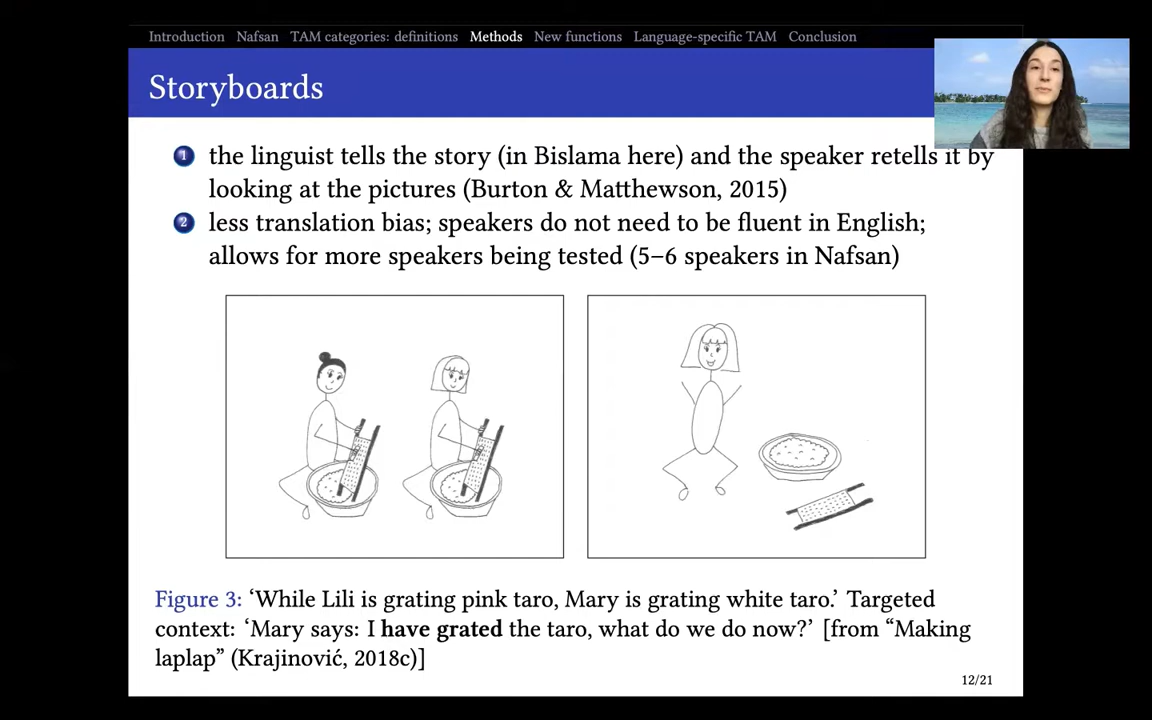 Introduction Nafsan TAM categories: definitions Methods New functions Language-specific TAM Conclusion
Storyboards
1 the linguist tells the story (in Bislama here) and the speaker retells it by
looking at the pictures (Burton & Matthewson, 2015)
2 less translation bias; speakers do not need to be fluent in English;
allows for more speakers being tested (5–6 speakers in Nafsan)
Figure 3: ‘While Lili is grating pink taro, Mary is grating white taro.’ Targeted
context: ‘Mary says: I have grated the taro, what do we do now?’ [from “Making
laplap” (Krajinović, 2018c)]
12/21